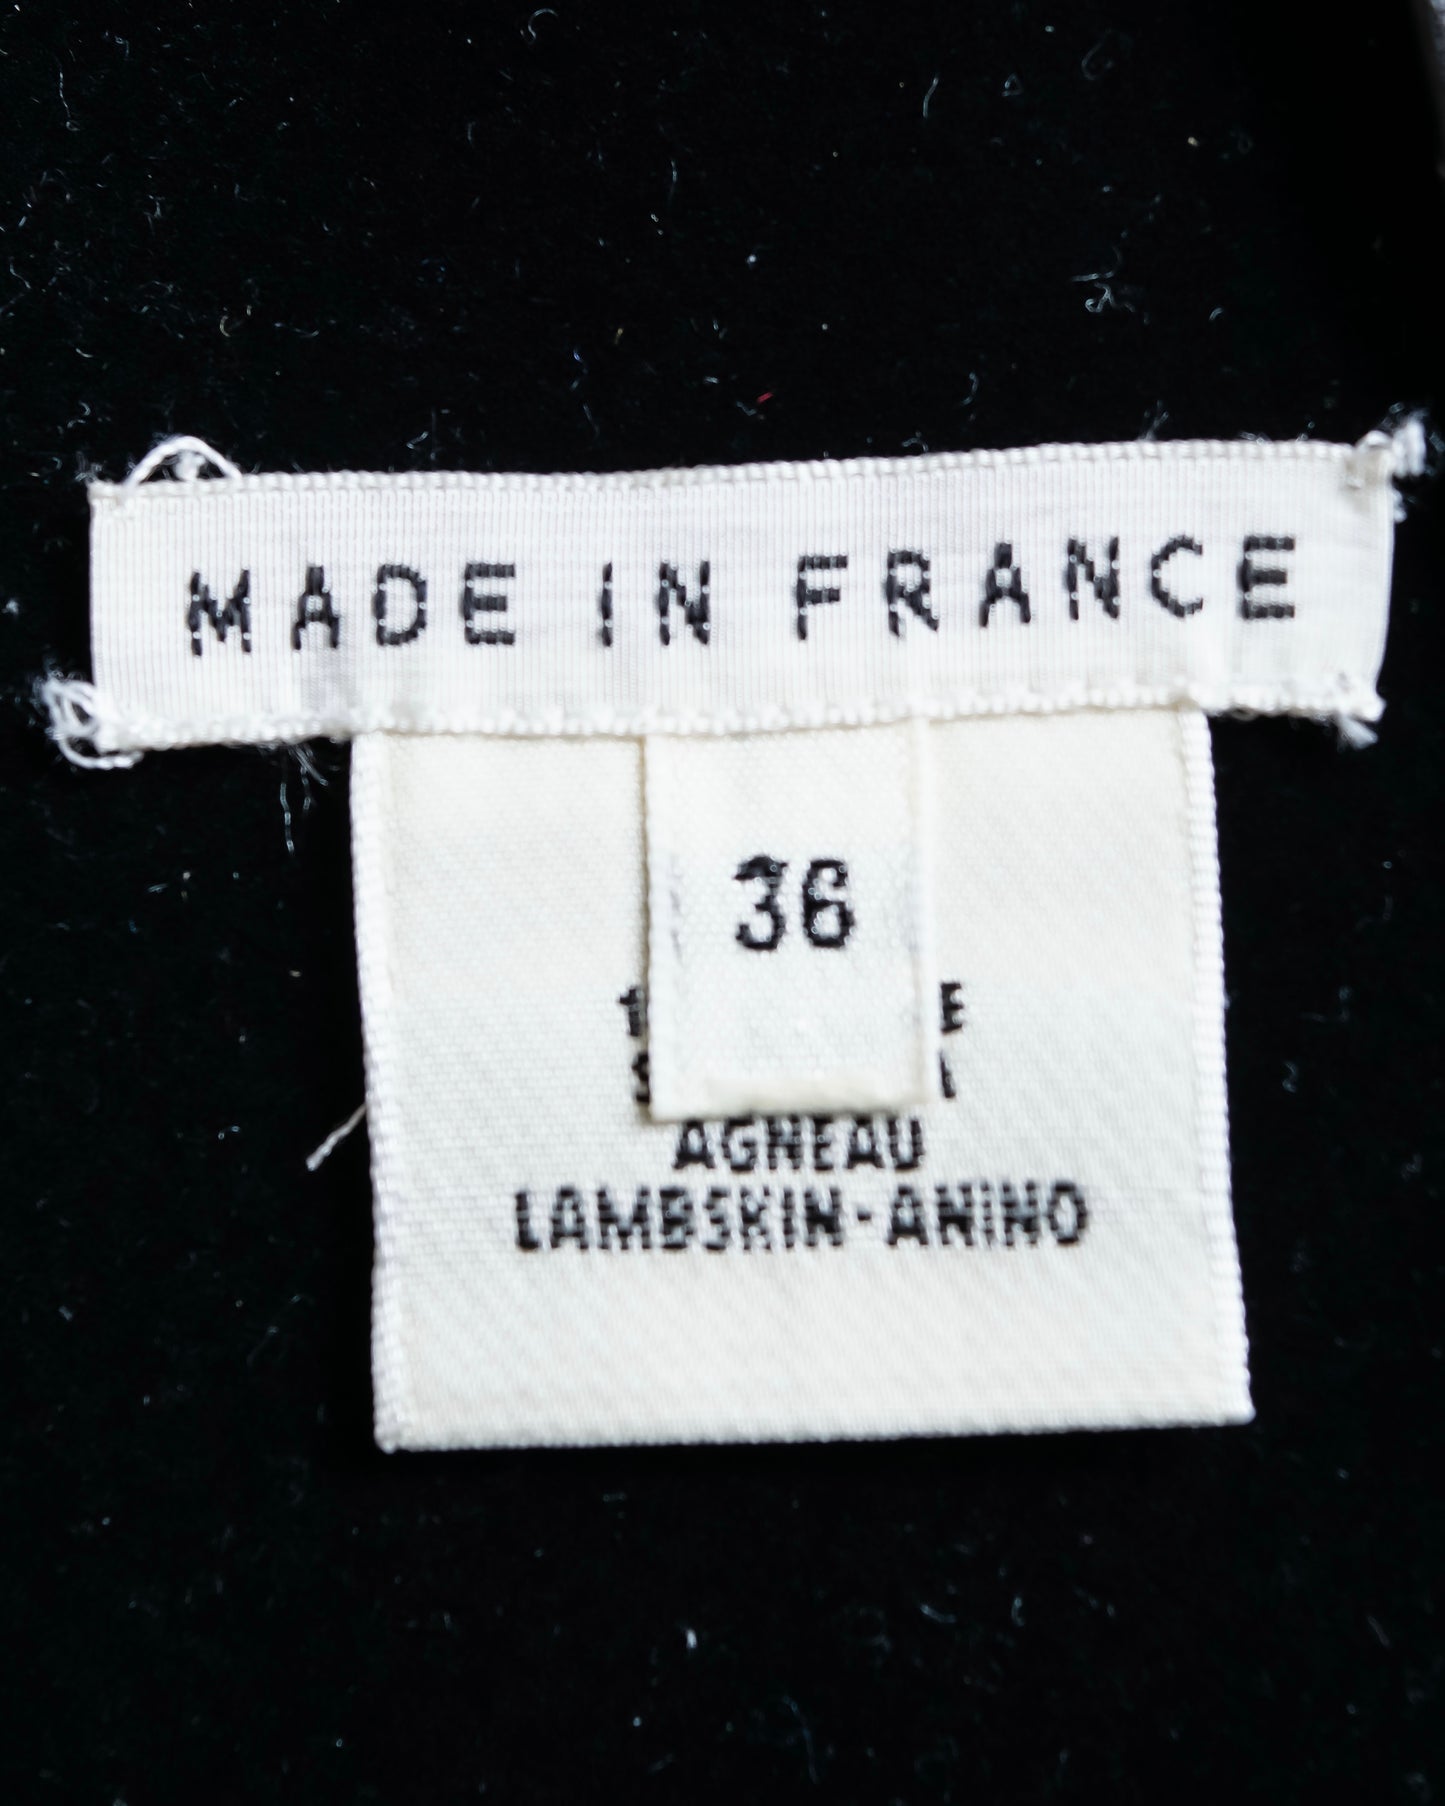 MADE IN FRANCE
36
AGNEAU
LAMBSKIN-ANINO